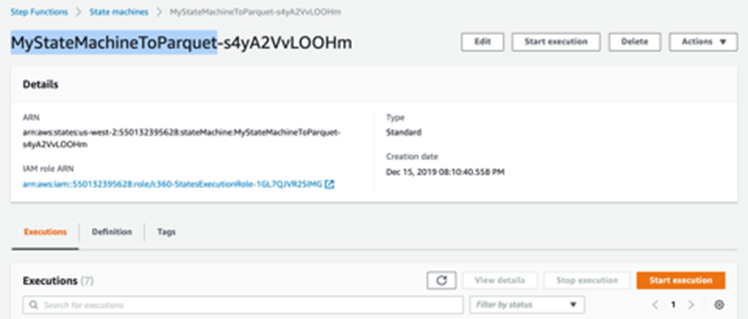 Step Functions > State machines > MyStateMachineToParquet-s4yA2VvLOOHm
MyStateMachineToParquet-s4yA2VvLOOHm
Edit Start execution Delete Actions
Details
ARN
arn:aws:states:us-west-2:550132395628:stateMachine:MyStateMachineToParquet-
s4yA2VvLOOHm
Type
Standard
IAM role ARN
arn:aws:iam::550132395628:role/c360-StatesExecutionRole-1GL7QJVR2SIMG
Creation date
Dec 15, 2019 08:10:40.558 PM
Executions Definition Tags
Executions (7)
View details Stop execution Start execution
Search for executions
Filter by status
1